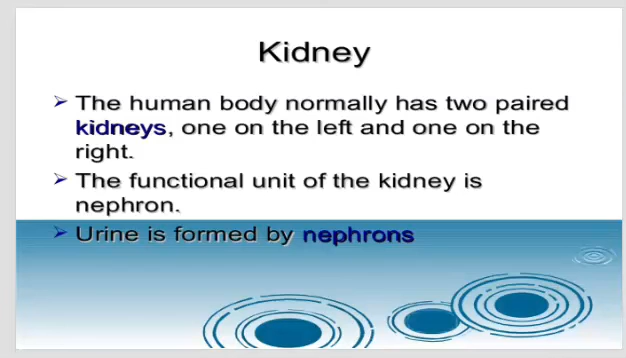 Kidney
➢ The human body normally has two paired
kidneys, one on the left and one on the
right.
➢ The functional unit of the kidney is
nephron.
➢ Urine is formed by nephrons